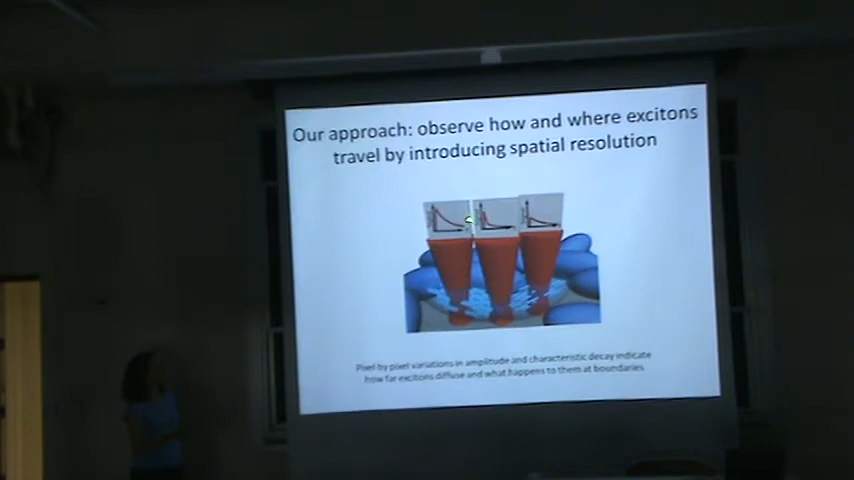 Our approach: observe how and where excitons
travel by introducing spatial resolution
Pixel by pixel variations in amplitude and characteristic decay indicate
how far excitons diffuse and what happens to them at boundaries